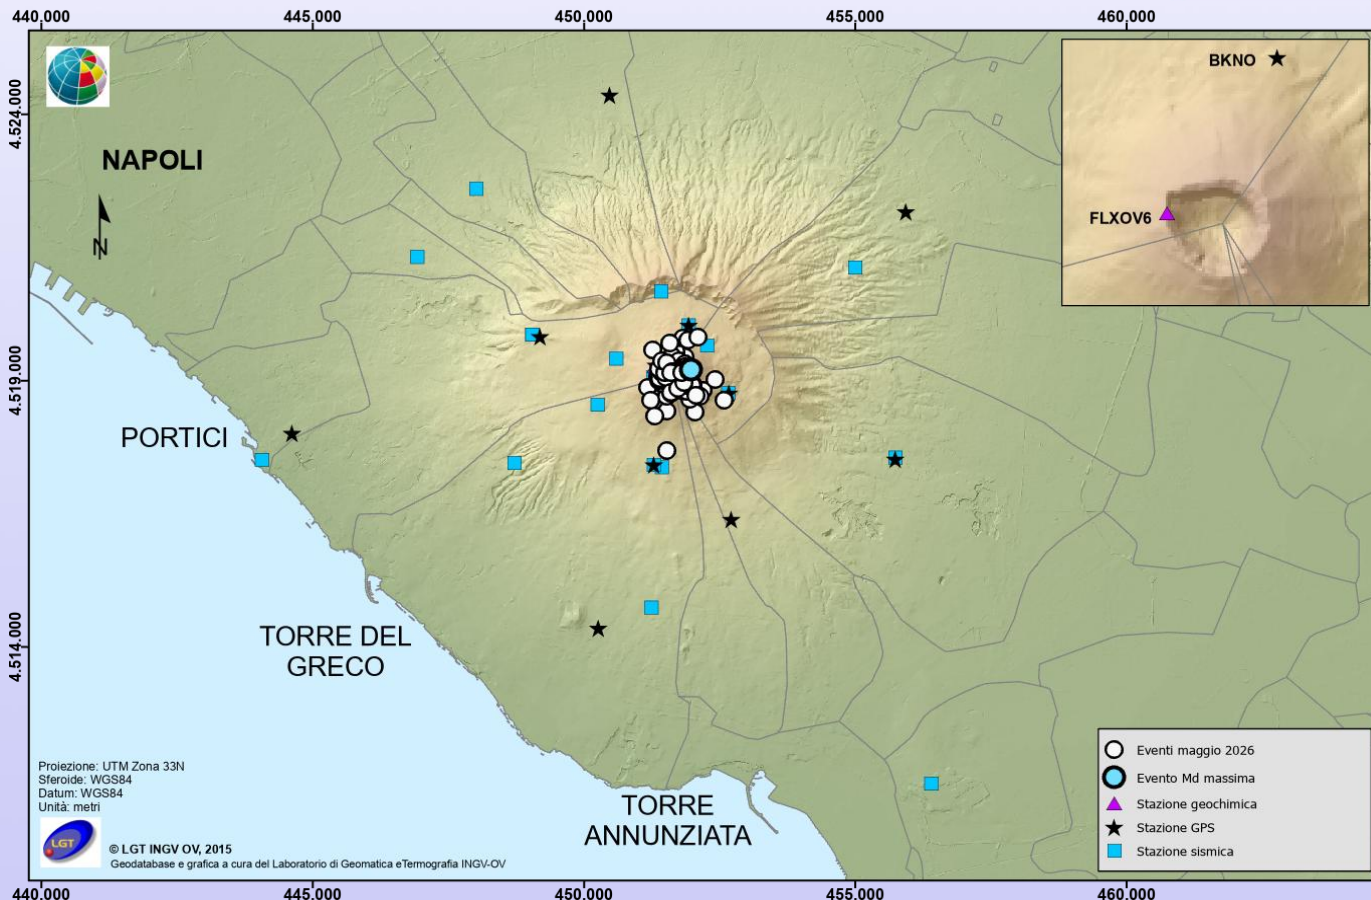 440.000 445.000 450.000 455.000 460.000
4.524.000
4.519.000
4.514.000
NAPOLI
N
PORTICI
TORRE DEL
GRECO
TORRE
ANNUNZIATA
BKNO
FLXOV6
Proiezione: UTM Zona 33N
Sferoide: WGS84
Datum: WGS84
Unità: metri
LGT
© LGT INGV OV, 2015
Geodatabase e grafica a cura del Laboratorio di Geomatica eTermografia INGV-OV
Eventi maggio 2026
Evento Md massima
Stazione geochimica
Stazione GPS
Stazione sismica
440.000 445.000 450.000 455.000 460.000